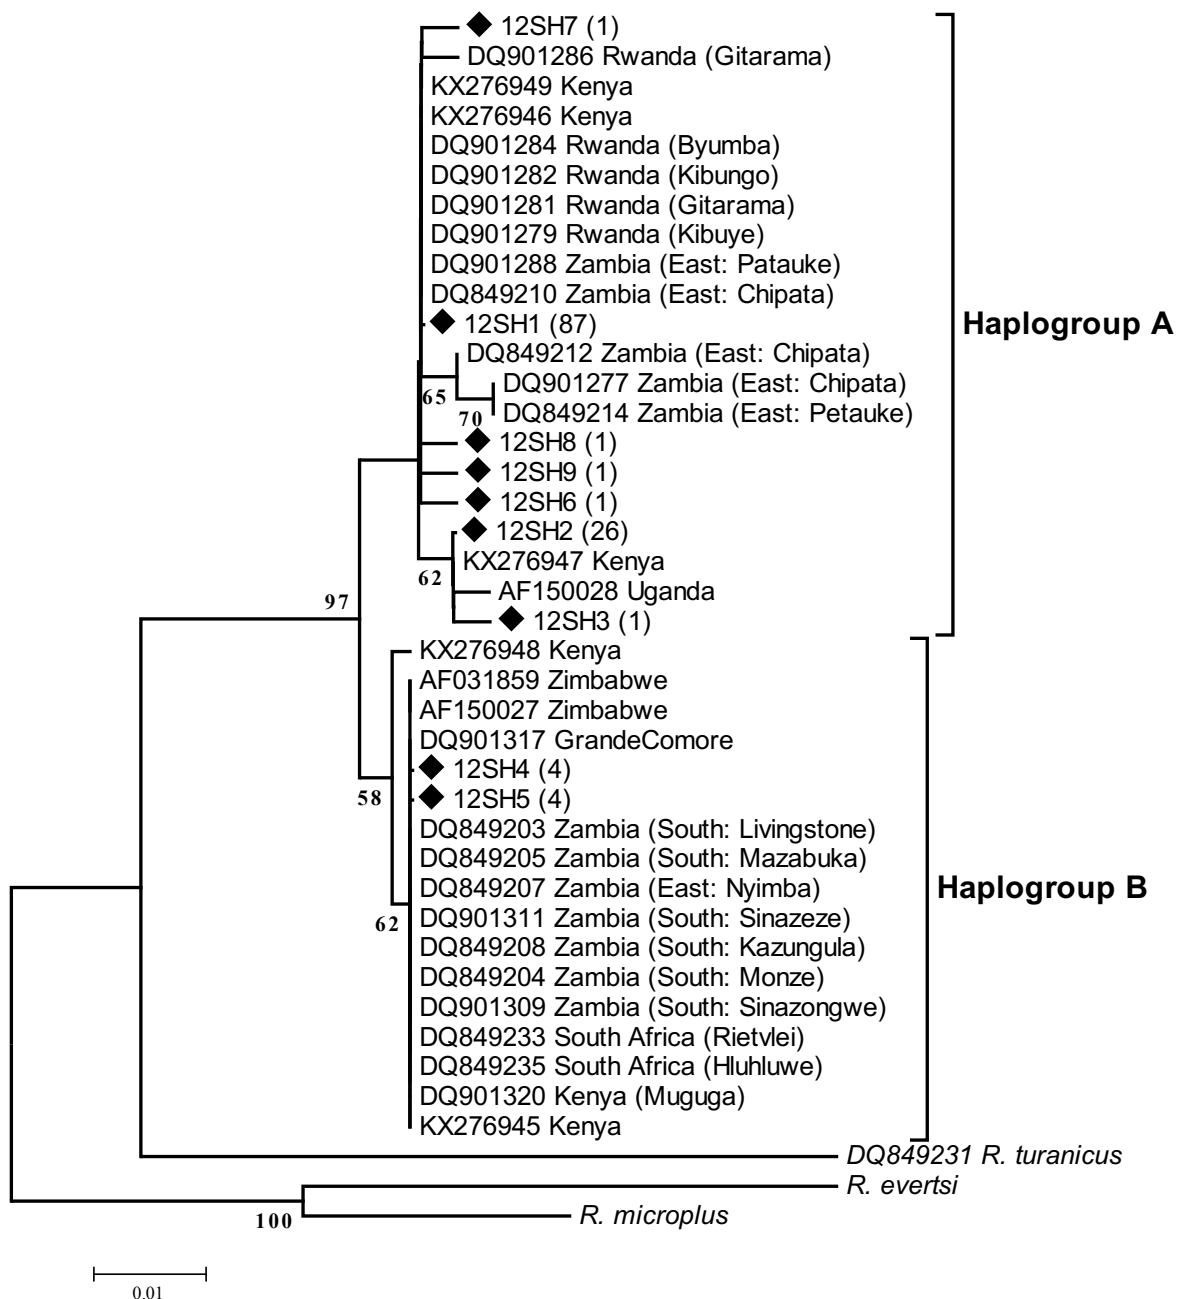 12SH7 (1)
DQ901286 Rwanda (Gitarama)
KX276949 Kenya
KX276946 Kenya
DQ901284 Rwanda (Byumba)
DQ901282 Rwanda (Kibungo)
DQ901281 Rwanda (Gitarama)
DQ901279 Rwanda (Kibuye)
DQ901288 Zambia (East: Patauke)
DQ849210 Zambia (East: Chipata)
12SH1 (87)
Haplogroup A
DQ849212 Zambia (East: Chipata)
DQ901277 Zambia (East: Chipata)
65
DQ849214 Zambia (East: Petauke)
70
12SH8 (1)
12SH9 (1)
12SH6 (1)
12SH2 (26)
KX276947 Kenya
62
AF150028 Uganda
97
12SH3 (1)
KX276948 Kenya
AF031859 Zimbabwe
AF150027 Zimbabwe
DQ901317 GrandeComore
12SH4 (4)
58
12SH5 (4)
DQ849203 Zambia (South: Livingstone)
DQ849205 Zambia (South: Mazabuka)
DQ849207 Zambia (East: Nyimba)
Haplogroup B
DQ901311 Zambia (South: Sinazeze)
62
DQ849208 Zambia (South: Kazungula)
DQ849204 Zambia (South: Monze)
DQ901309 Zambia (South: Sinazongwe)
DQ849233 South Africa (Rietvlei)
DQ849235 South Africa (Hluhluwe)
DQ901320 Kenya (Muguga)
KX276945 Kenya
DQ849231 R. turanicus
R. evertsi
R. microplus
100
0.01